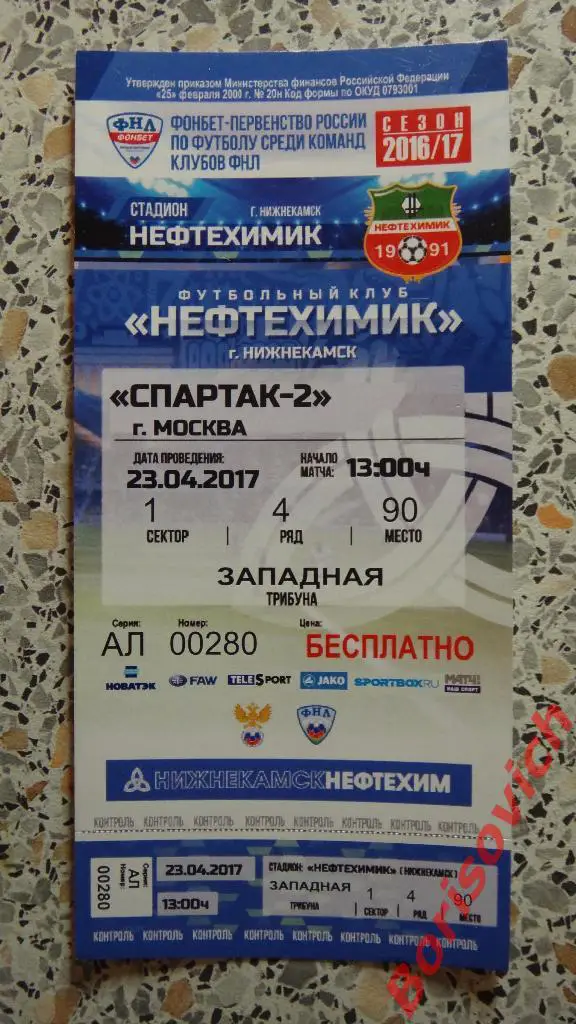 Утвержден приказом Министерства финансов Российской Федерации
«25» февраля 2000 г. № 20н Код формы по ОКУД 0793001
ФНЛ
ФОНБЕТ
ФОНБЕТ-ПЕРВЕНСТВО РОССИИ
ПО ФУТБОЛУ СРЕДИ КОМАНД
КЛУБОВ ФНЛ
СЕЗОН
2016/17
СТАДИОН
г. НИЖНЕКАМСК
НЕФТЕХИМИК
НЕФТЕХИМИК
19 91
ФУТБОЛЬНЫЙ КЛУБ
«НЕФТЕХИМИК»
г. НИЖНЕКАМСК
«СПАРТАК-2»
г. МОСКВА
ДАТА ПРОВЕДЕНИЯ:
23.04.2017
НАЧАЛО
МАТЧА:
13:00ч
1 4 90
СЕКТОР | РЯД | МЕСТО
ЗАПАДНАЯ
ТРИБУНА
Серия: Номер: Цена:
АЛ 00280 БЕСПЛАТНО
НОВАТЭК FAW TELESPORT JAKO SPORTBOX.RU МАТЧ!
НАШ СПОРТ
ФНЛ
НИЖНЕКАМСКНЕФТЕХИМ
КОНТРОЛЬ КОНТРОЛЬ КОНТРОЛЬ КОНТРОЛЬ КОНТРОЛЬ КОНТРОЛЬ КОНТРОЛЬ КОНТРОЛЬ
Серия:
АЛ
Номер:
00280
23.04.2017
13:00ч
СТАДИОН: «НЕФТЕХИМИК» (НИЖНЕКАМСК)
ЗАПАДНАЯ 1 4 90
ТРИБУНА СЕКТОР РЯД МЕСТО
КОНТРОЛЬ КОНТРОЛЬ КОНТРОЛЬ КОНТРОЛЬ КОНТРОЛЬ КОНТРОЛЬ КОНТРОЛЬ КОНТРОЛЬ
Borisovich